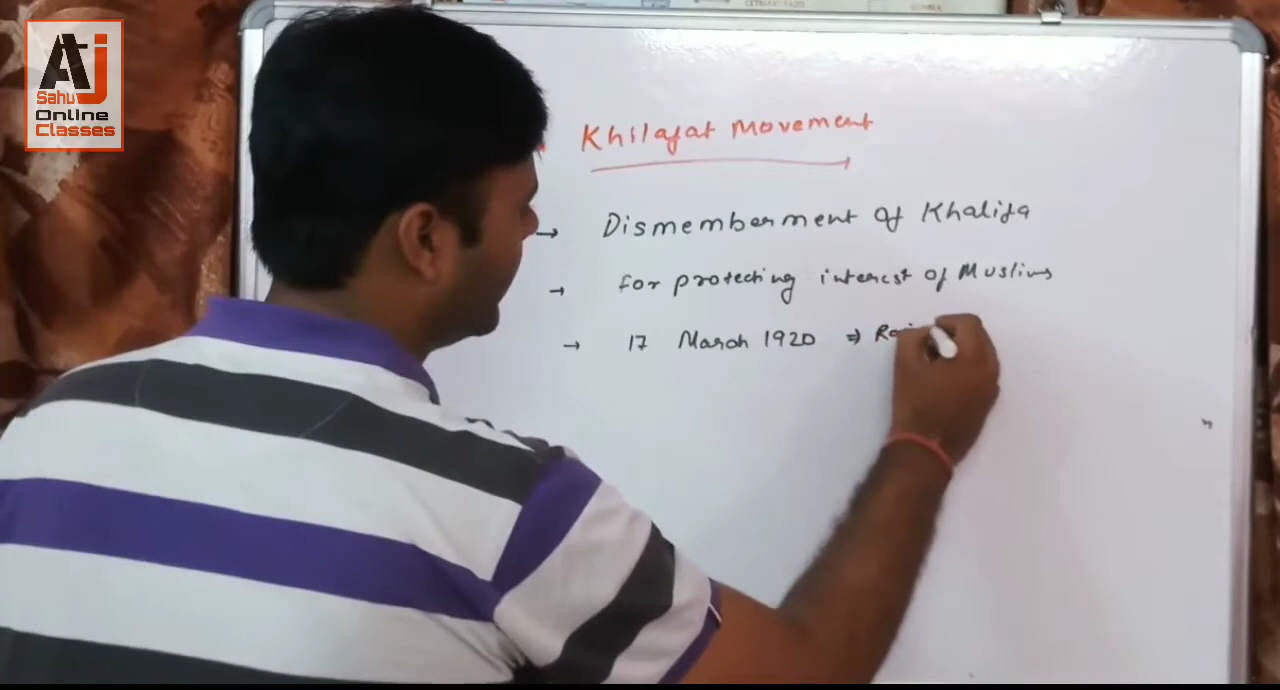 AJ
Sahu
Online
Classes
Khilafat Movement
→ Dismemberment of Khalifa
→ for protecting interest of Muslims
→ 17 March 1920 ⇒